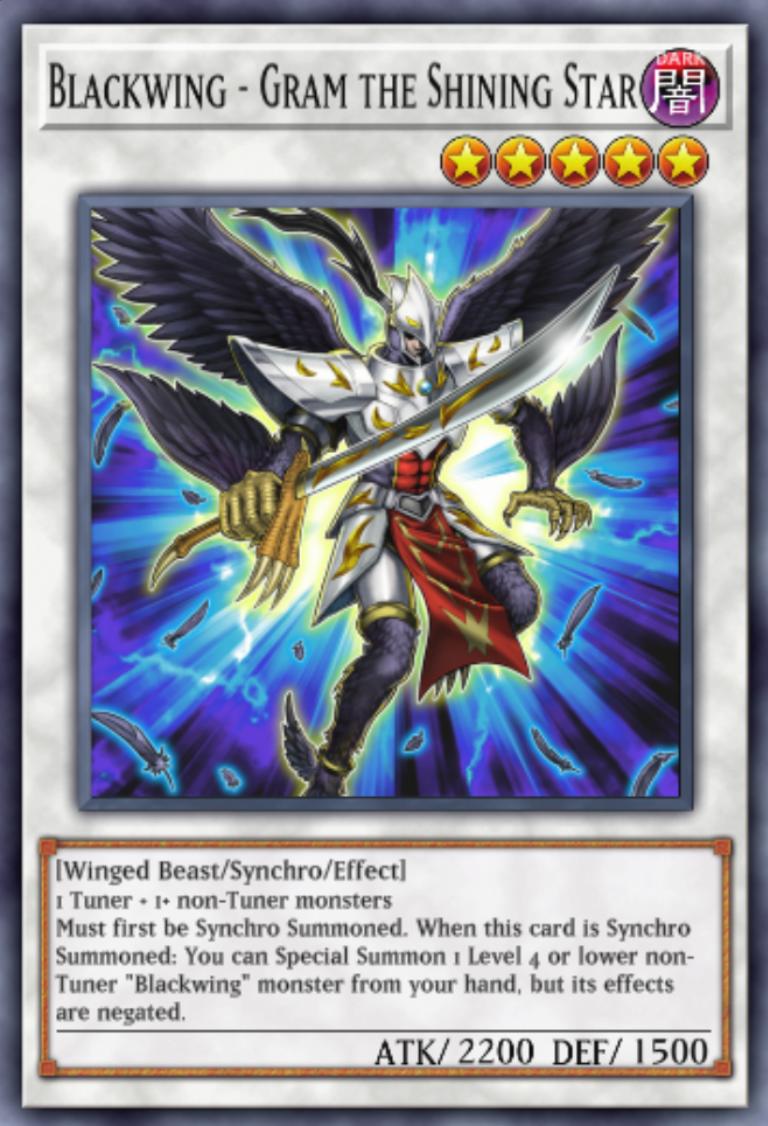 Blackwing - Gram the Shining Star
DARK
闇
[Winged Beast/Synchro/Effect]
1 Tuner + 1+ non-Tuner monsters
Must first be Synchro Summoned. When this card is Synchro
Summoned: You can Special Summon 1 Level 4 or lower non-
Tuner "Blackwing" monster from your hand, but its effects
are negated.
ATK/ 2200 DEF/ 1500